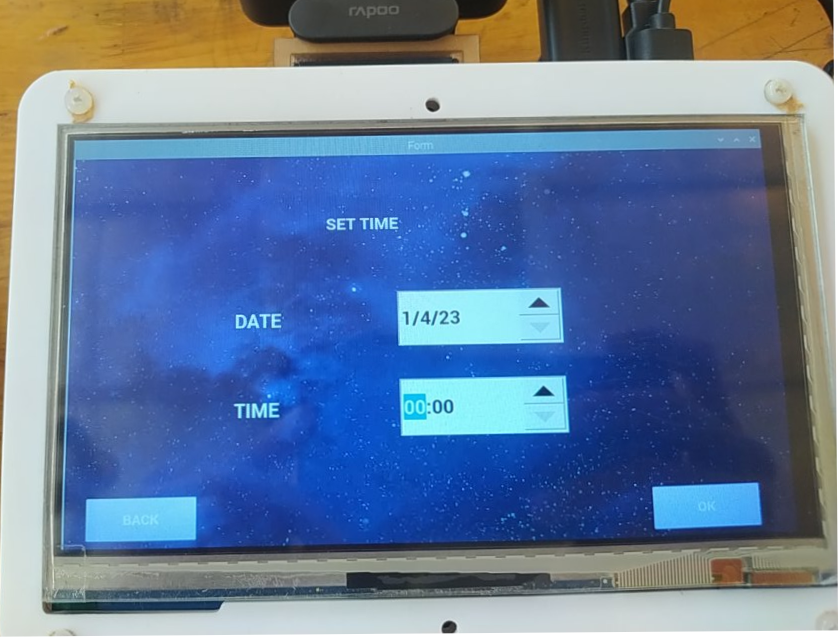 rapoo
Form
SET TIME
DATE
1/4/23
TIME
00:00
BACK
OK